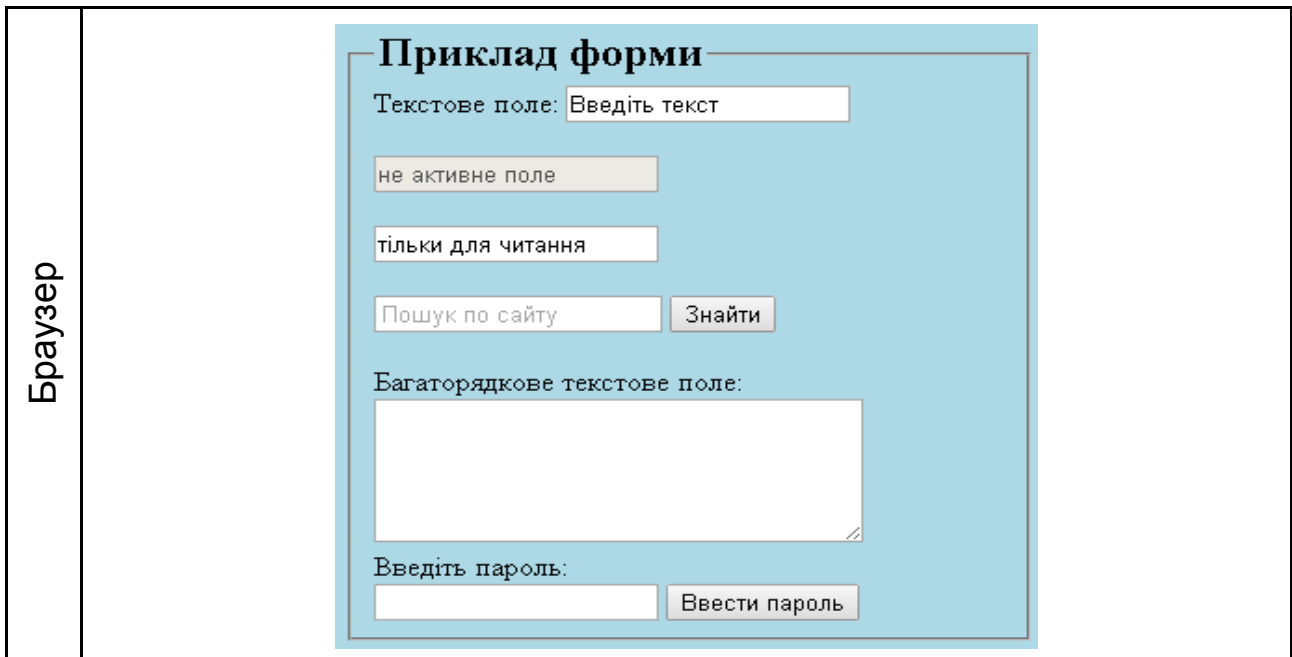 Браузер
Приклад форми
Текстове поле: Введіть текст
не активне поле
тільки для читання
Пошук по сайту Знайти
Багаторядкове текстове поле:
Введіть пароль:
Ввести пароль